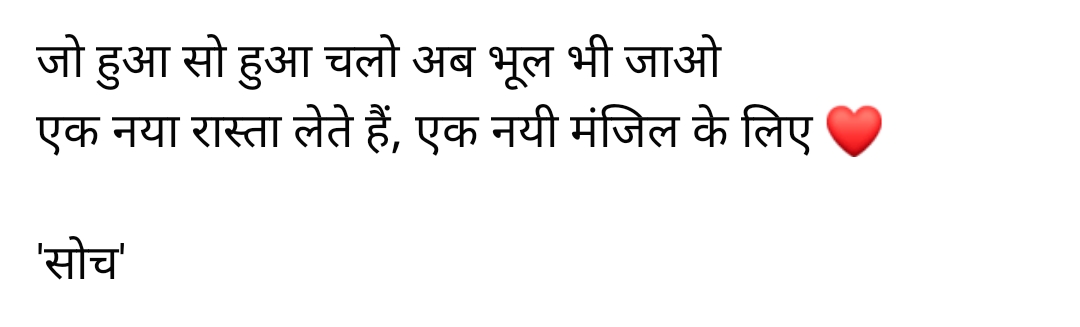 जो हुआ सो हुआ चलो अब भूल भी जाओ
एक नया रास्ता लेते हैं, एक नयी मंजिल के लिए ❤️
'सोच'